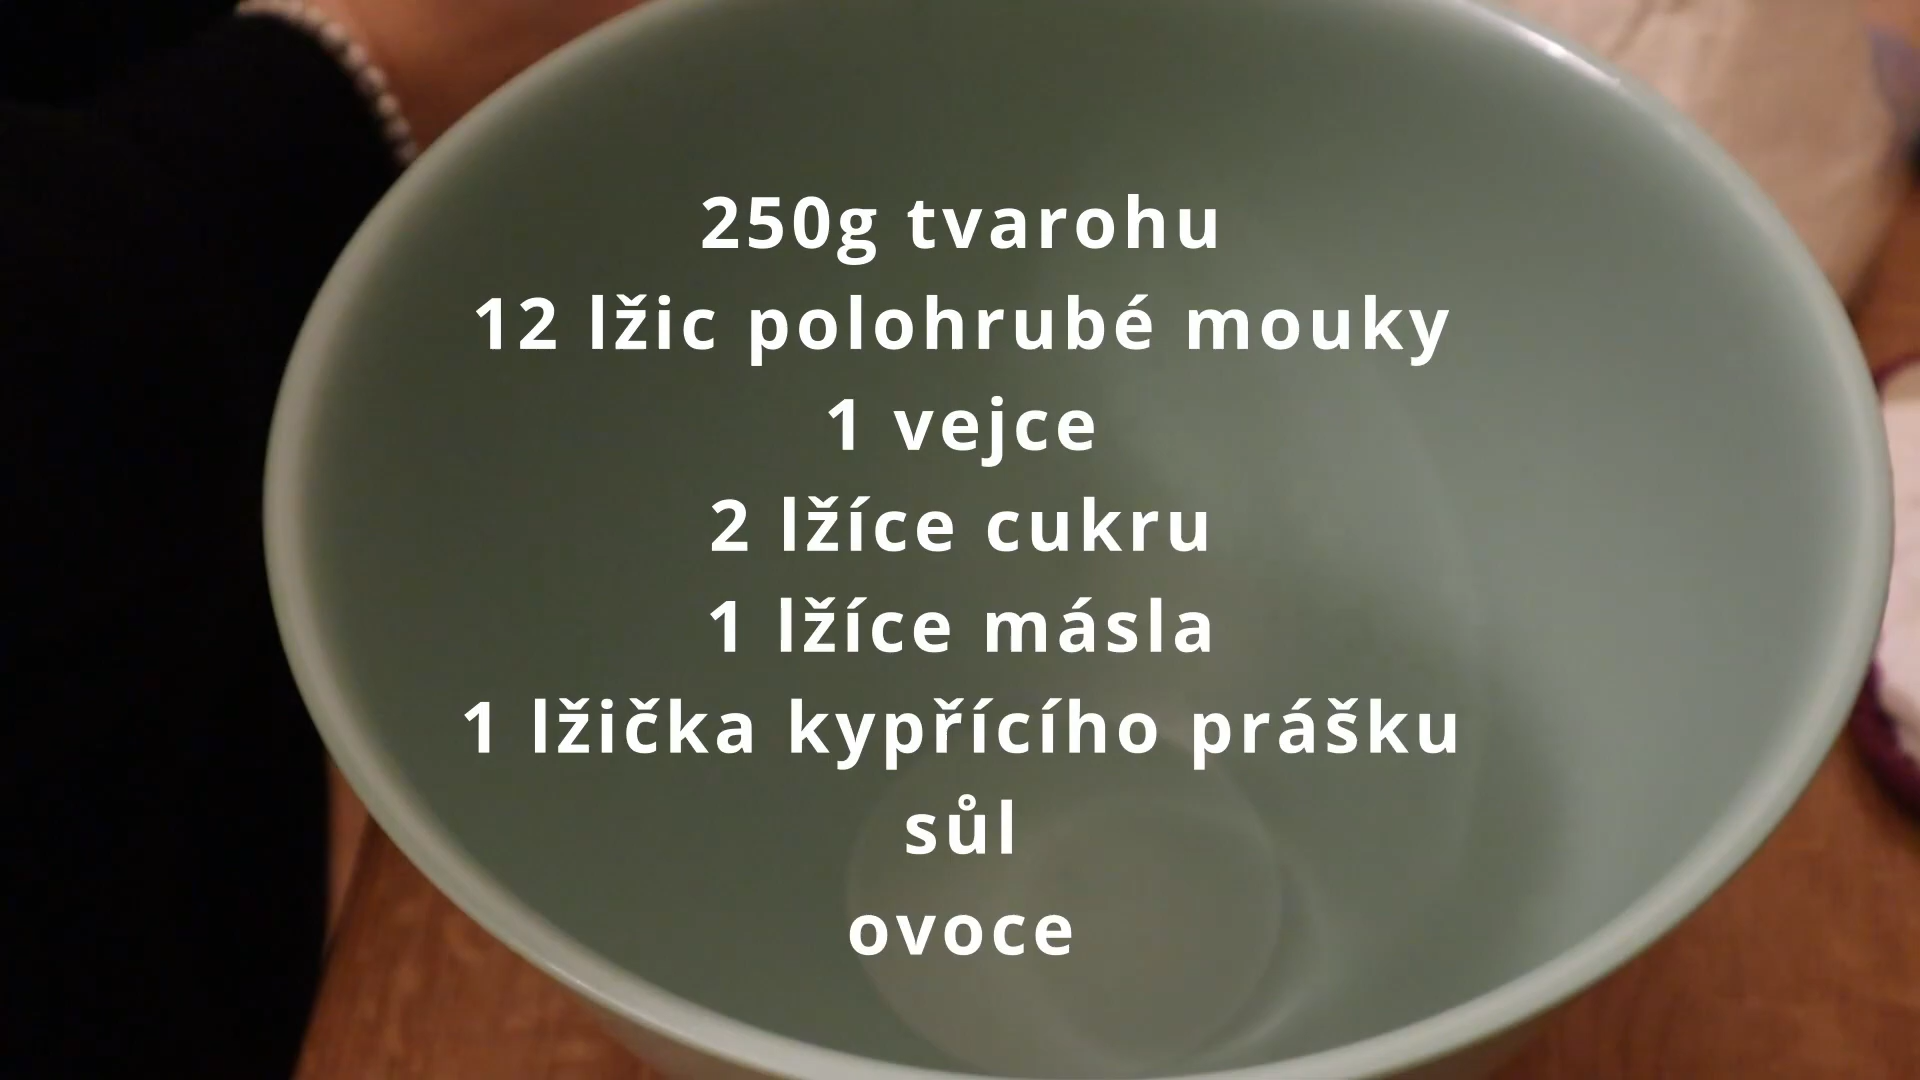 250g tvarohu
12 lžic polohrubé mouky
1 vejce
2 lžíce cukru
1 lžíce másla
1 lžička kypřícího prášku
sůl
ovoce